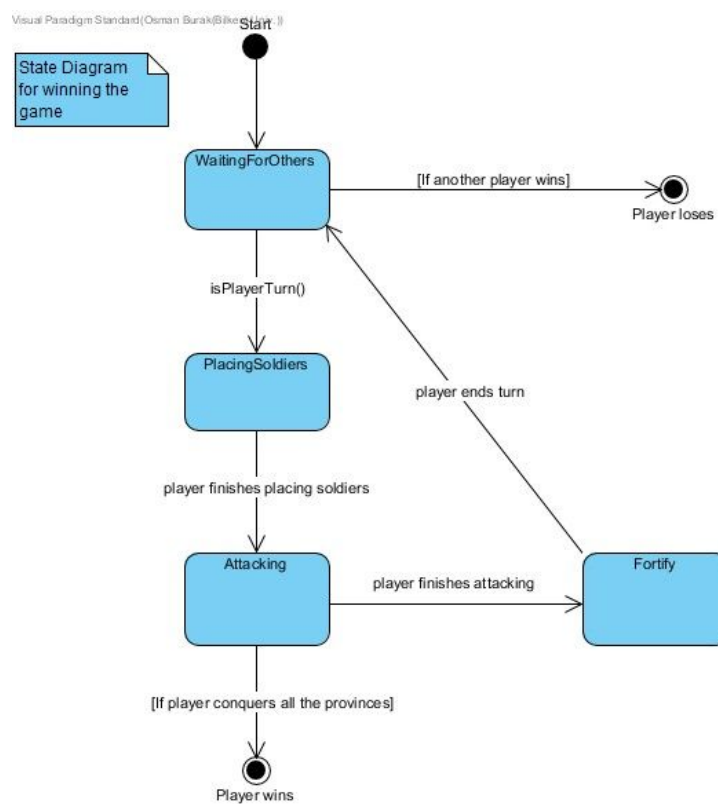 Visual Paradigm Standard(Osman Burak(Bilkent Univ.))
Start
State Diagram
for winning the
game
WaitingForOthers
[If another player wins]
Player loses
isPlayerTurn()
PlacingSoldiers
player ends turn
player finishes placing soldiers
Attacking
Fortify
player finishes attacking
[If player conquers all the provinces]
Player wins